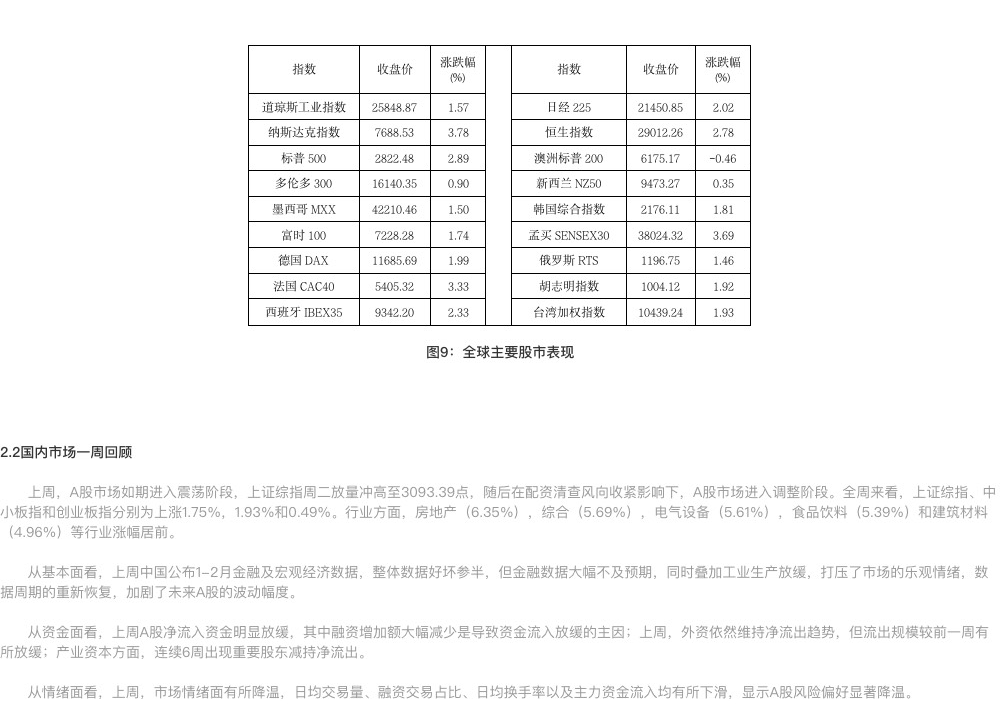 指数 收盘价 涨跌幅(%) 指数 收盘价 涨跌幅(%)
道琼斯工业指数 25848.87 1.57 日经 225 21450.85 2.02
纳斯达克指数 7688.53 3.78 恒生指数 29012.26 2.78
标普 500 2822.48 2.89 澳洲标普 200 6175.17 -0.46
多伦多 300 16140.35 0.90 新西兰 NZ50 9473.27 0.35
墨西哥 MXX 42210.46 1.50 韩国综合指数 2176.11 1.81
富时 100 7228.28 1.74 孟买 SENSEX30 38024.32 3.69
德国 DAX 11685.69 1.99 俄罗斯 RTS 1196.75 1.46
法国 CAC40 5405.32 3.33 胡志明指数 1004.12 1.92
西班牙 IBEX35 9342.20 2.33 台湾加权指数 10439.24 1.93
图9：全球主要股市表现
2.2国内市场一周回顾
上周，A股市场如期进入震荡阶段，上证综指周二放量冲高至3093.39点，随后在配资清查风向收紧影响下，A股市场进入调整阶段。全周来看，上证综指、中
小板指和创业板指分别为上涨1.75%，1.93%和0.49%。行业方面，房地产（6.35%），综合（5.69%），电气设备（5.61%），食品饮料（5.39%）和建筑材料
（4.96%）等行业涨幅居前。
从基本面看，上周中国公布1–2月金融及宏观经济数据，整体数据好坏参半，但金融数据大幅不及预期，同时叠加工业生产放缓，打压了市场的乐观情绪，数
据周期的重新恢复，加剧了未来A股的波动幅度。
从资金面看，上周A股净流入资金明显放缓，其中融资增加额大幅减少是导致资金流入放缓的主因；上周，外资依然维持净流出趋势，但流出规模较前一周有
所放缓；产业资本方面，连续6周出现重要股东减持净流出。
从情绪面看，上周，市场情绪面有所降温，日均交易量、融资交易占比、日均换手率以及主力资金流入均有所下滑，显示A股风险偏好显著降温。